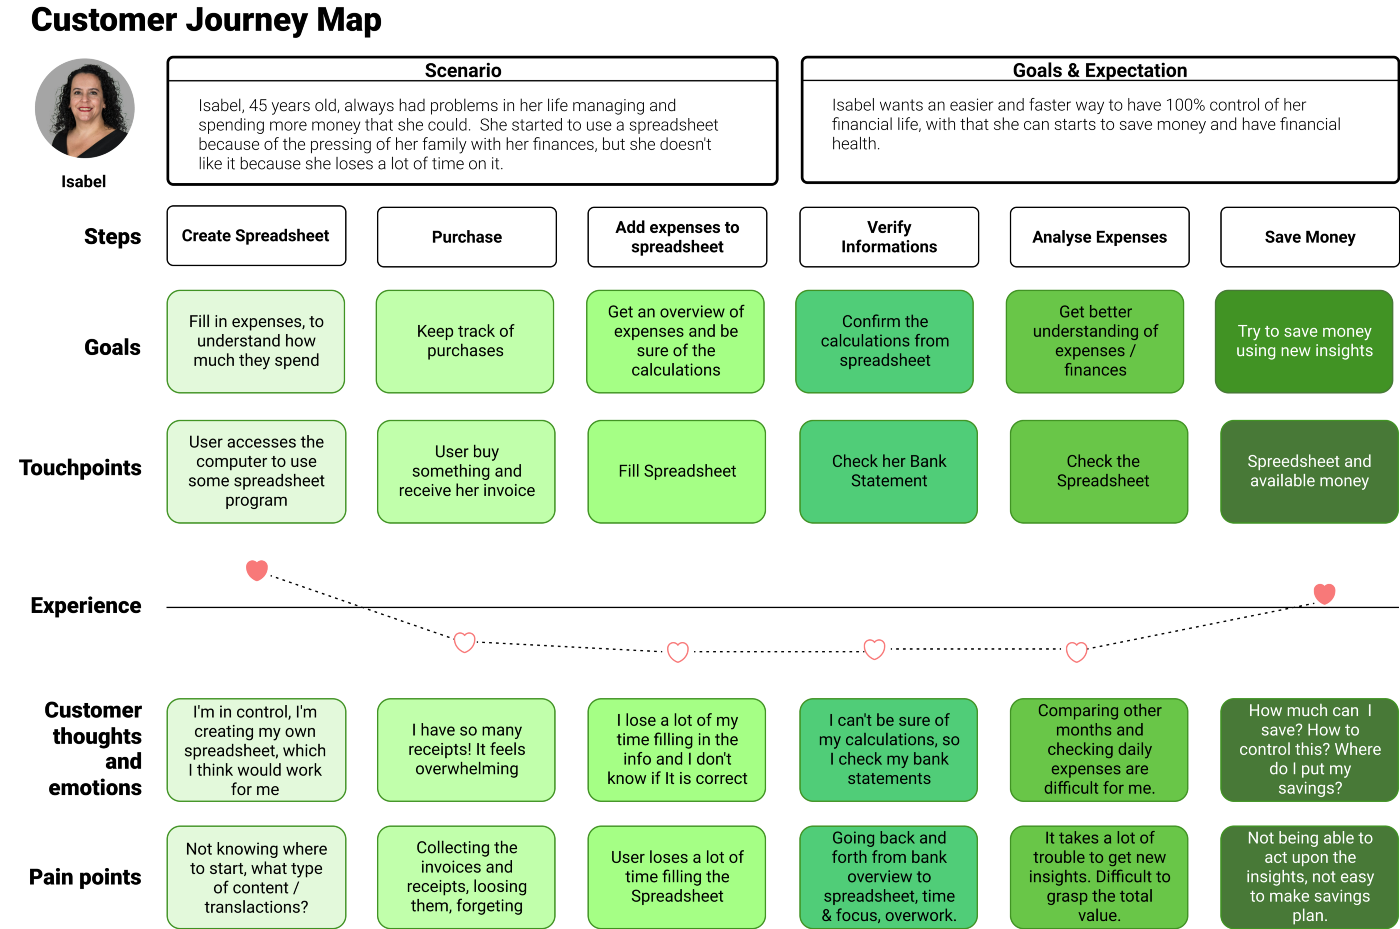 Customer Journey Map
Isabel
Scenario
Isabel, 45 years old, always had problems in her life managing and
spending more money that she could.  She started to use a spreadsheet
because of the pressing of her family with her finances, but she doesn't
like it because she loses a lot of time on it.
Goals & Expectation
Isabel wants an easier and faster way to have 100% control of her
financial life, with that she can starts to save money and have financial
health.
Steps
Create Spreadsheet
Purchase
Add expenses to
spreadsheet
Verify
Informations
Analyse Expenses
Save Money
Goals
Fill in expenses, to
understand how
much they spend
Keep track of
purchases
Get an overview of
expenses and be
sure of the
calculations
Confirm the
calculations from
spreadsheet
Get better
understanding of
expenses /
finances
Try to save money
using new insights
Touchpoints
User accesses the
computer to use
some spreadsheet
program
User buy
something and
receive her invoice
Fill Spreadsheet
Check her Bank
Statement
Check the
Spreadsheet
Spreedsheet and
available money
Experience
Customer
thoughts
and
emotions
I'm in control, I'm
creating my own
spreadsheet, which
I think would work
for me
I have so many
receipts! It feels
overwhelming
I lose a lot of my
time filling in the
info and I don't
know if It is correct
I can't be sure of
my calculations, so
I check my bank
statements
Comparing other
months and
checking daily
expenses are
difficult for me.
How much can  I
save? How to
control this? Where
do I put my
savings?
Pain points
Not knowing where
to start, what type
of content /
translactions?
Collecting the
invoices and
receipts, loosing
them, forgeting
User loses a lot of
time filling the
Spreadsheet
Going back and
forth from bank
overview to
spreadsheet, time
& focus, overwork.
It takes a lot of
trouble to get new
insights. Difficult to
grasp the total
value.
Not being able to
act upon the
insights, not easy
to make savings
plan.